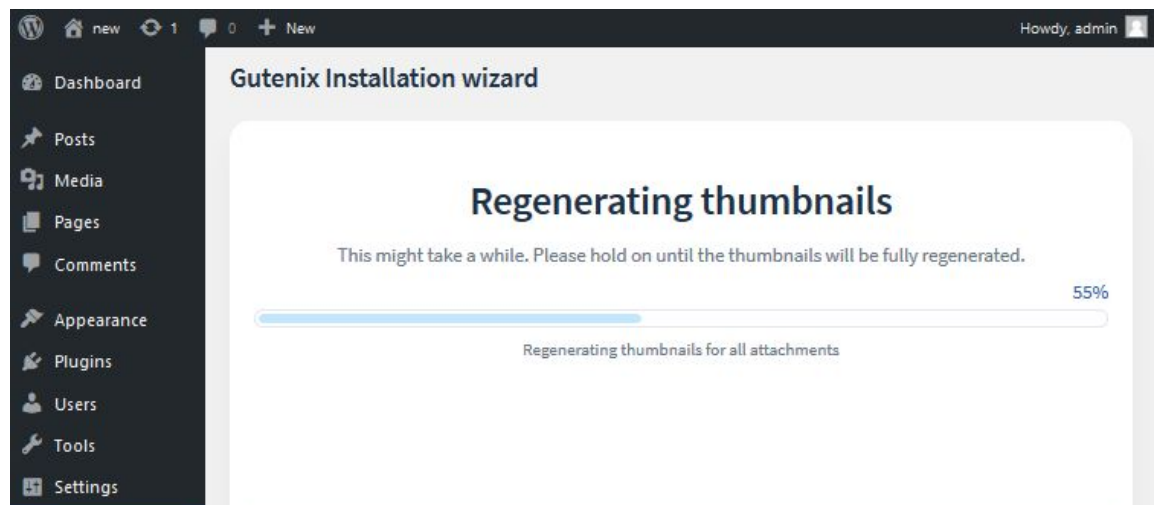 new 1 0 New Howdy, admin
Dashboard
Gutenix Installation wizard
Posts
Media
Pages
Comments
Appearance
Plugins
Users
Tools
Settings
Regenerating thumbnails
This might take a while. Please hold on until the thumbnails will be fully regenerated.
55%
Regenerating thumbnails for all attachments